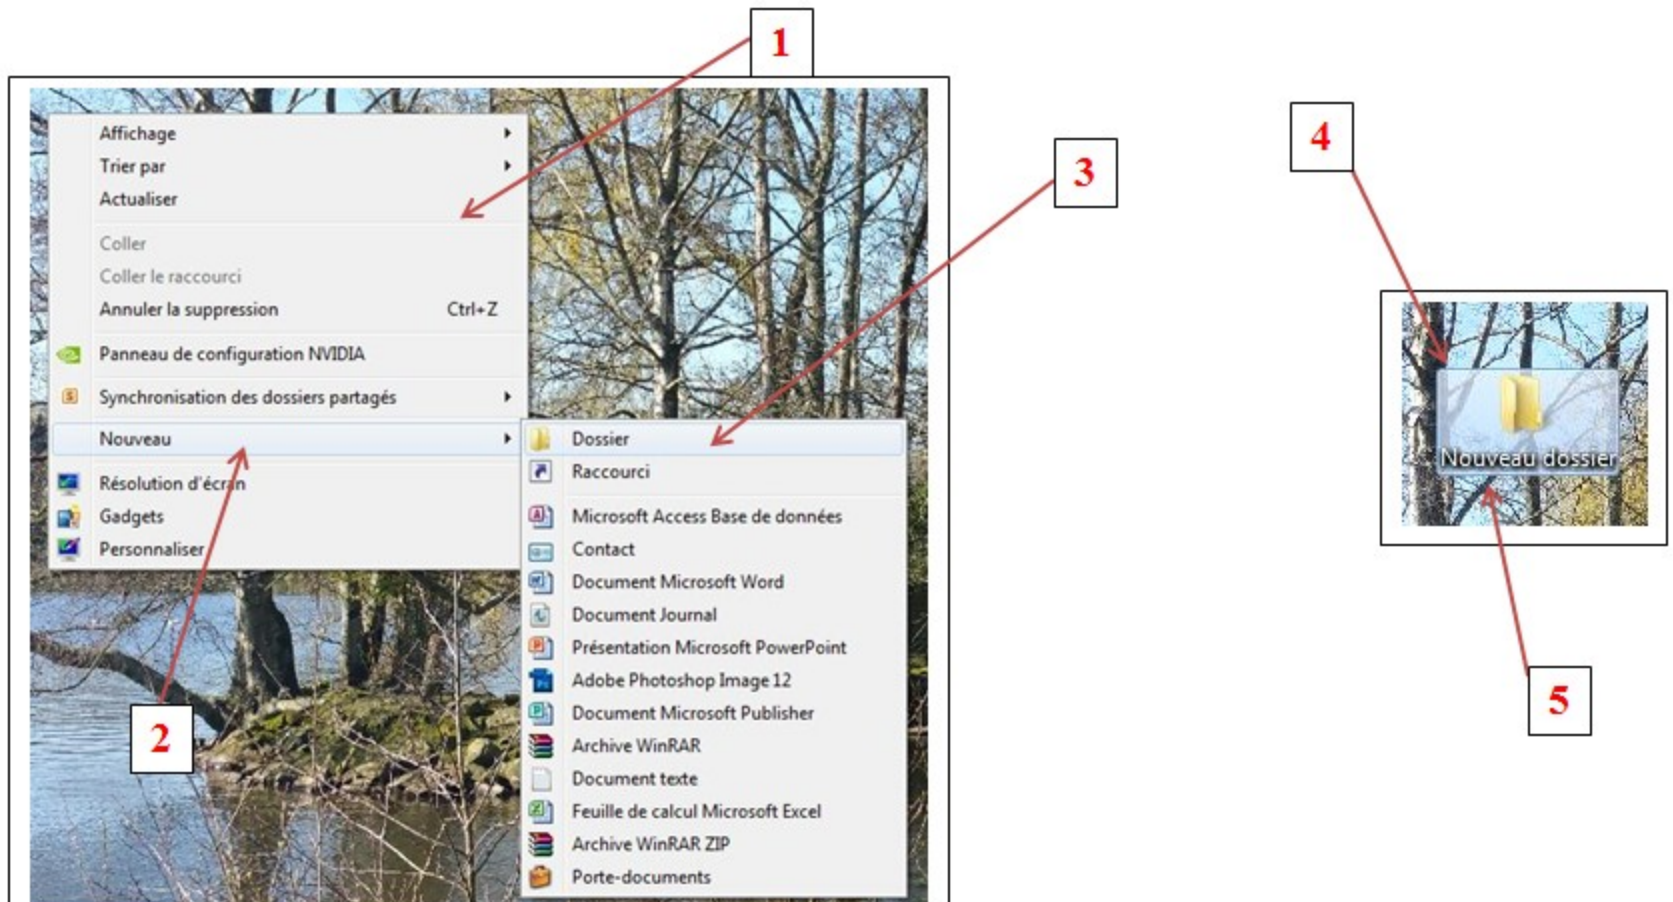 1
Affichage
Trier par
Actualiser
Coller
Coller le raccourci
Annuler la suppression Ctrl+Z
Panneau de configuration NVIDIA
Synchronisation des dossiers partagés
Nouveau
Résolution d'écran
Gadgets
Personnaliser
2
3
Dossier
Raccourci
Microsoft Access Base de données
Contact
Document Microsoft Word
Document Journal
Présentation Microsoft PowerPoint
Adobe Photoshop Image 12
Document Microsoft Publisher
Archive WinRAR
Document texte
Feuille de calcul Microsoft Excel
Archive WinRAR ZIP
Porte-documents
4
Nouveau dossier
5